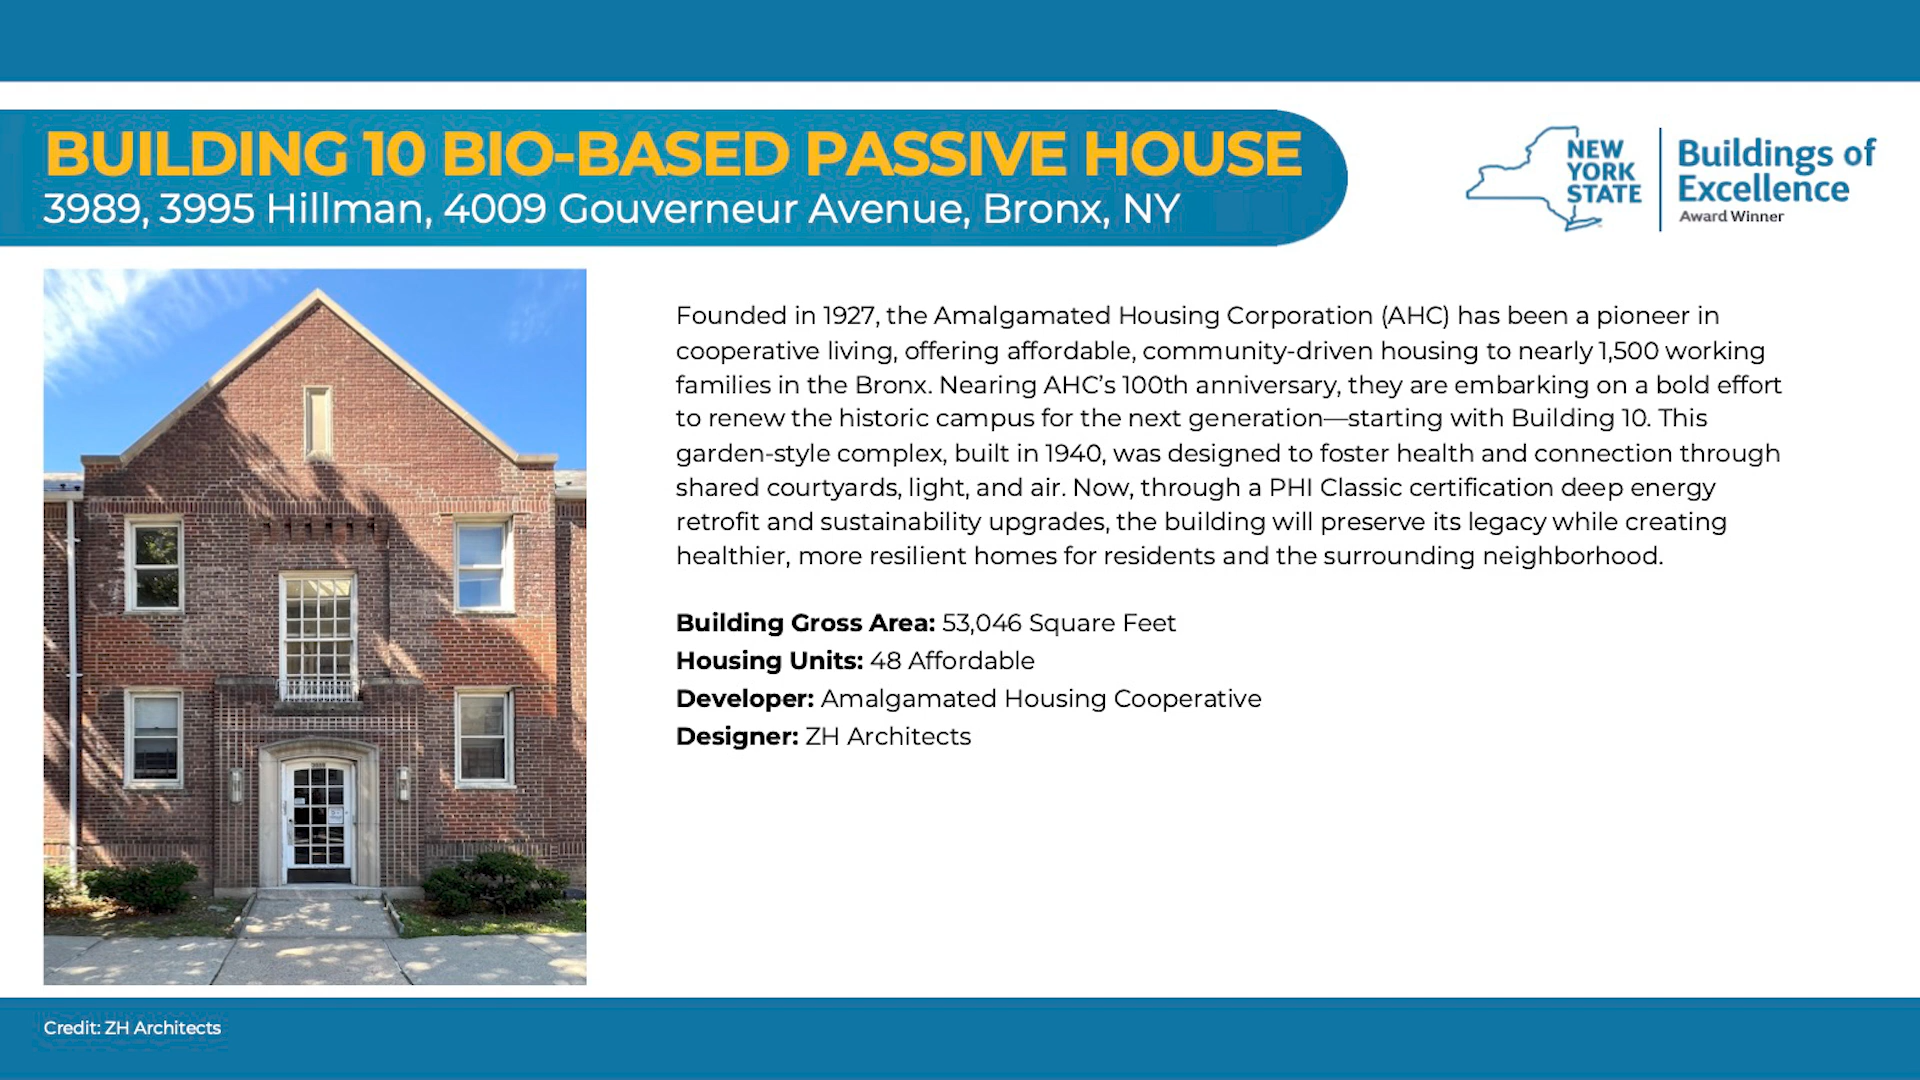 BUILDING 10 BIO-BASED PASSIVE HOUSE
3989, 3995 Hillman, 4009 Gouverneur Avenue, Bronx, NY
NEW
YORK
STATE
Buildings of
Excellence
Award Winner
Founded in 1927, the Amalgamated Housing Corporation (AHC) has been a pioneer in
cooperative living, offering affordable, community-driven housing to nearly 1,500 working
families in the Bronx. Nearing AHC’s 100th anniversary, they are embarking on a bold effort
to renew the historic campus for the next generation—starting with Building 10. This
garden-style complex, built in 1940, was designed to foster health and connection through
shared courtyards, light, and air. Now, through a PHI Classic certification deep energy
retrofit and sustainability upgrades, the building will preserve its legacy while creating
healthier, more resilient homes for residents and the surrounding neighborhood.
Building Gross Area: 53,046 Square Feet
Housing Units: 48 Affordable
Developer: Amalgamated Housing Cooperative
Designer: ZH Architects
Credit: ZH Architects